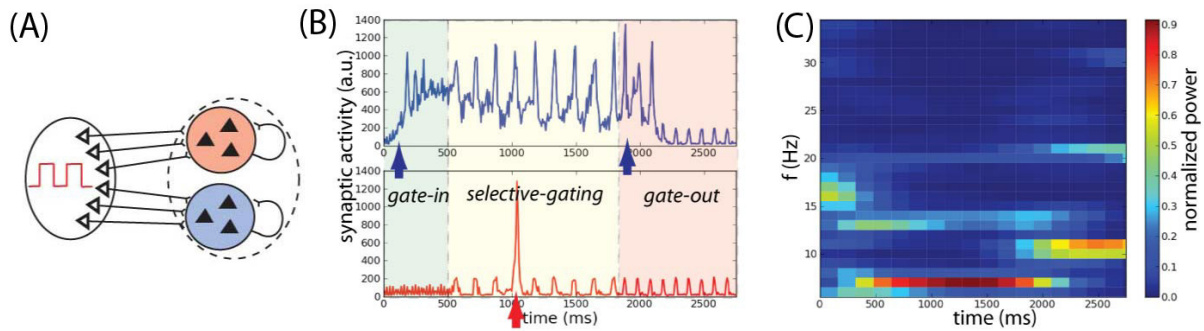 (A)
(B)
synaptic activity (a.u.)
1400
1200
1000
800
600
400
200
0
0 500 1000 1500 2000 2500
1400
1200
1000
800
600
400
200
0
gate-in selective-gating gate-out
0 500 1000 1500 2000 2500
time (ms)
(C)
f (Hz)
30
25
20
15
10
0 500 1000 1500 2000 2500
time (ms)
0.9
0.8
0.7
0.6
0.5
0.4
0.3
0.2
0.1
0.0
normalized power